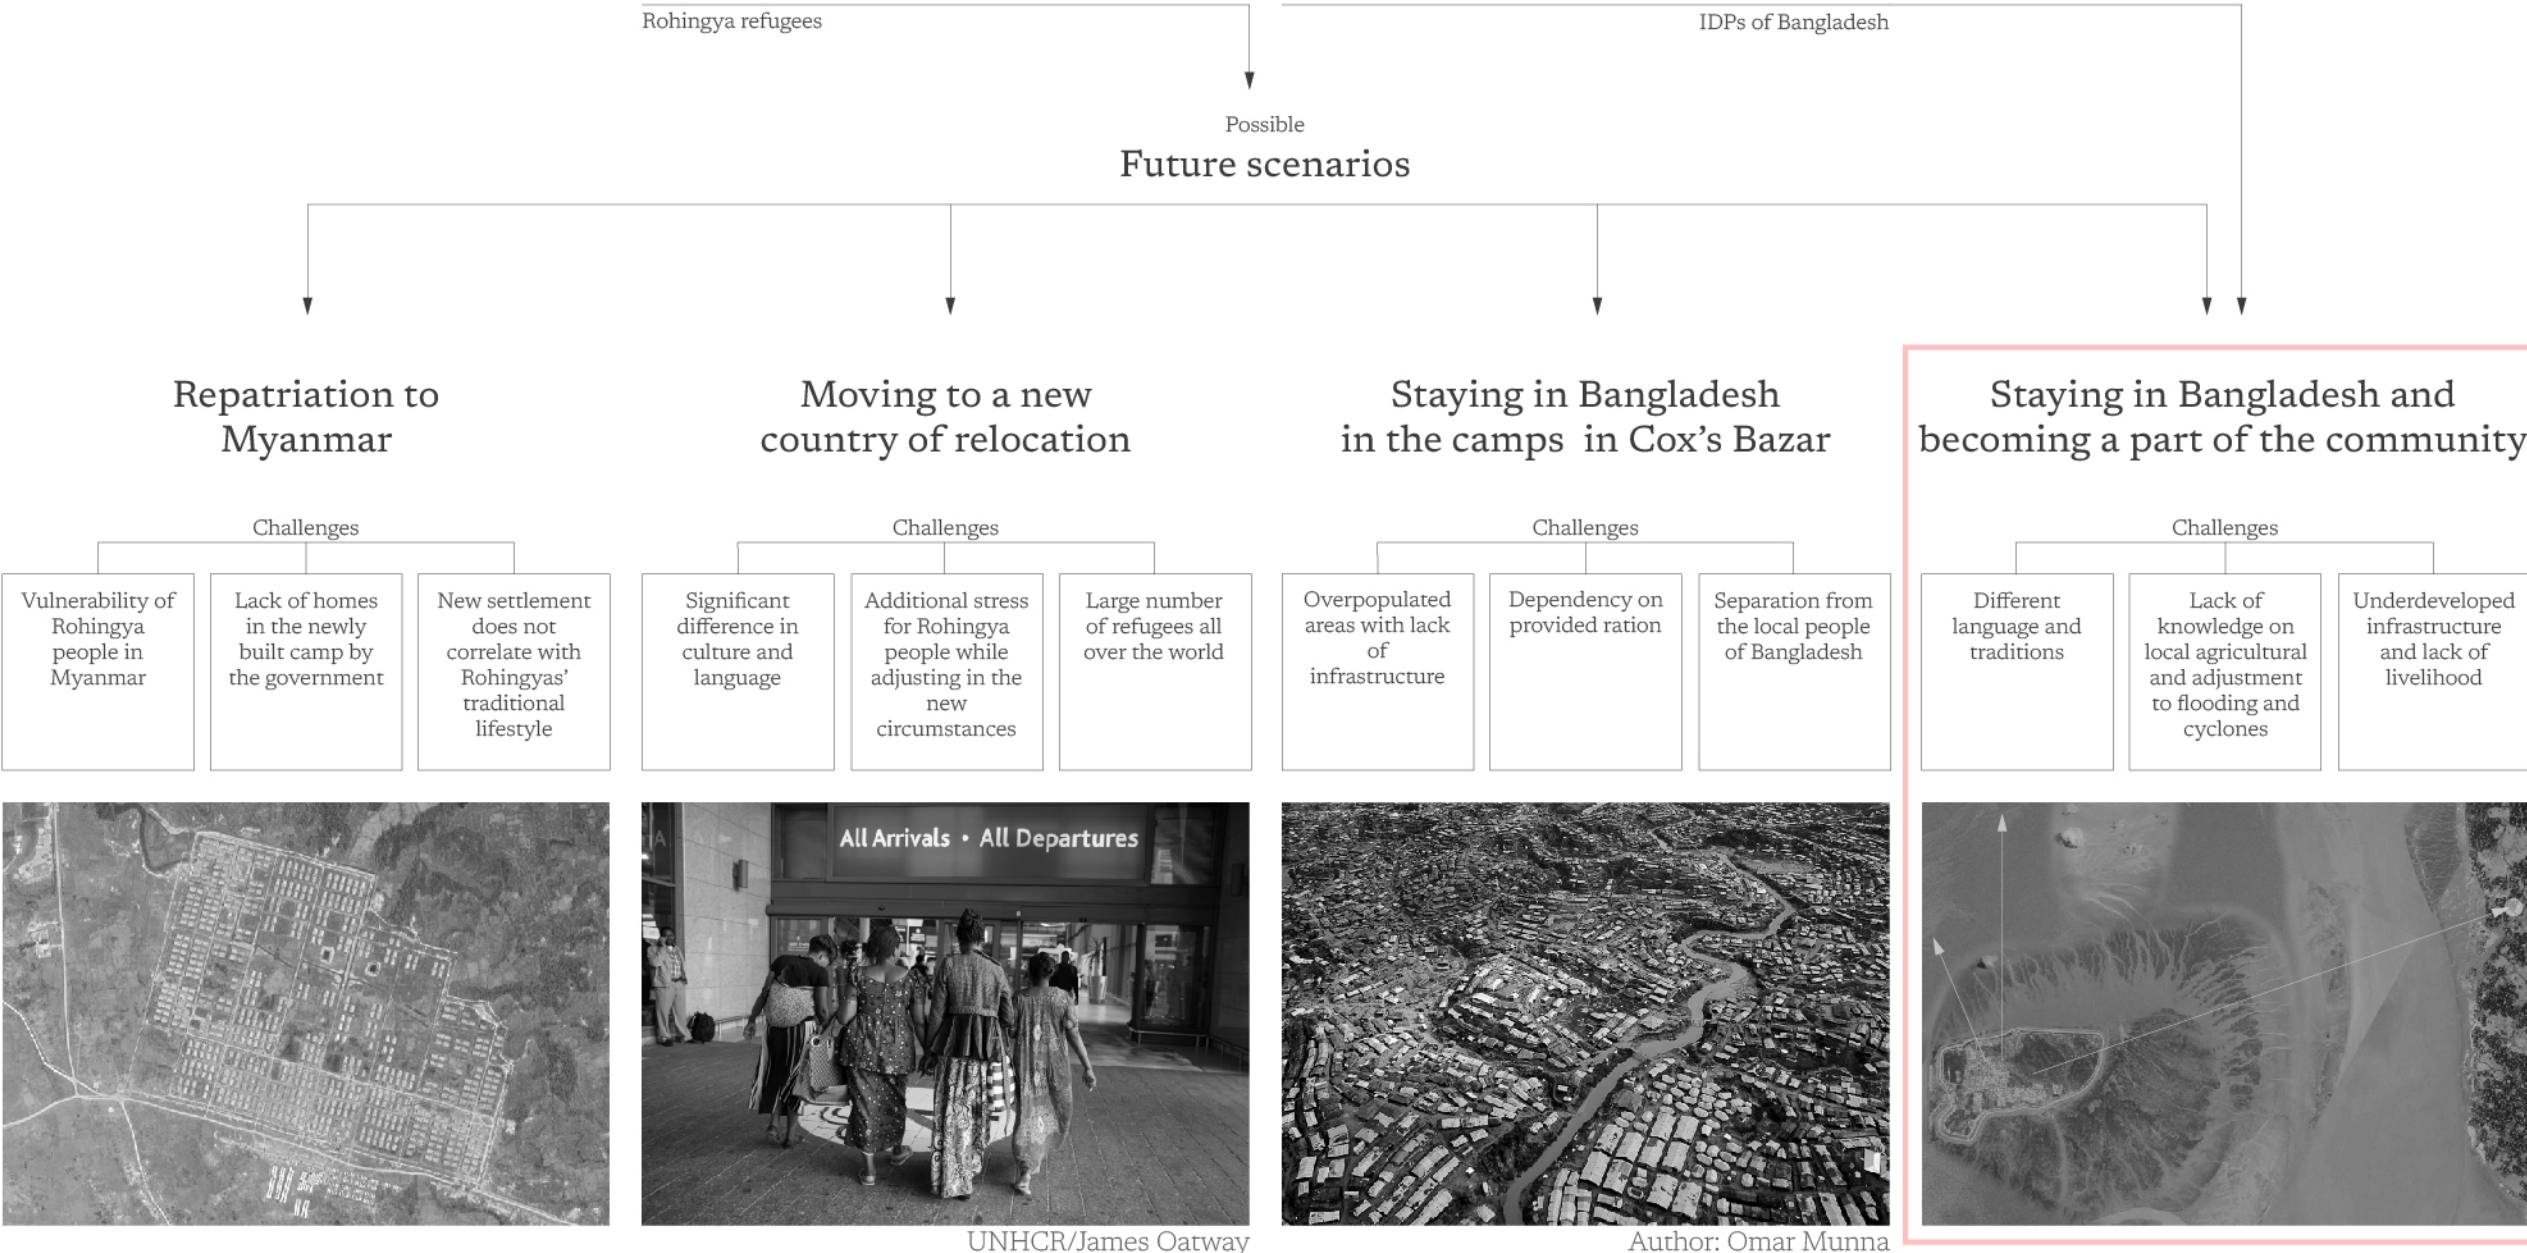 Rohingya refugees
IDPs of Bangladesh
Possible
Future scenarios
Repatriation to
Myanmar
Challenges
Vulnerability of
Rohingya
people in
Myanmar
Lack of homes
in the newly
built camp by
the government
New settlement
does not
correlate with
Rohingyas'
traditional
lifestyle
Moving to a new
country of relocation
Challenges
Significant
difference in
culture and
language
Additional stress
for Rohingya
people while
adjusting in the
new
circumstances
Large number
of refugees all
over the world
All Arrivals • All Departures
UNHCR/James Oatway
Staying in Bangladesh
in the camps in Cox's Bazar
Challenges
Overpopulated
areas with lack
of
infrastructure
Dependency on
provided ration
Separation from
the local people
of Bangladesh
Author: Omar Munna
Staying in Bangladesh and
becoming a part of the community
Challenges
Different
language and
traditions
Lack of
knowledge on
local agricultural
and adjustment
to flooding and
cyclones
Underdeveloped
infrastructure
and lack of
livelihood